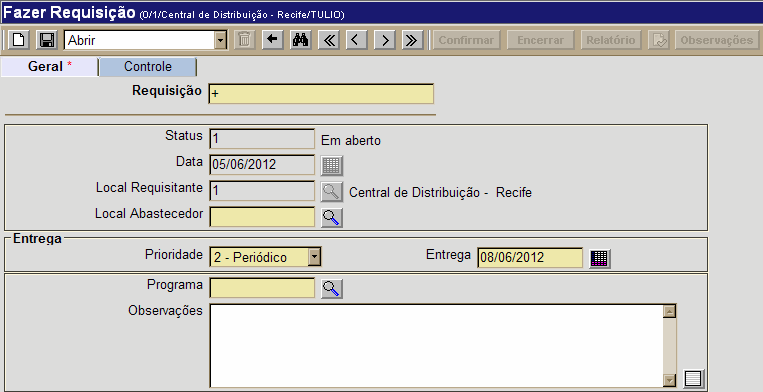 Fazer Requisição (0/1/Central de Distribuição - Recife/TULIO)
Abrir Confirmar Encerrar Relatório Observações
Geral * Controle
Requisição +
Status 1 Em aberto
Data 05/06/2012
Local Requisitante 1 Central de Distribuição - Recife
Local Abastecedor
Entrega
Prioridade 2 - Periódico Entrega 08/06/2012
Programa
Observações